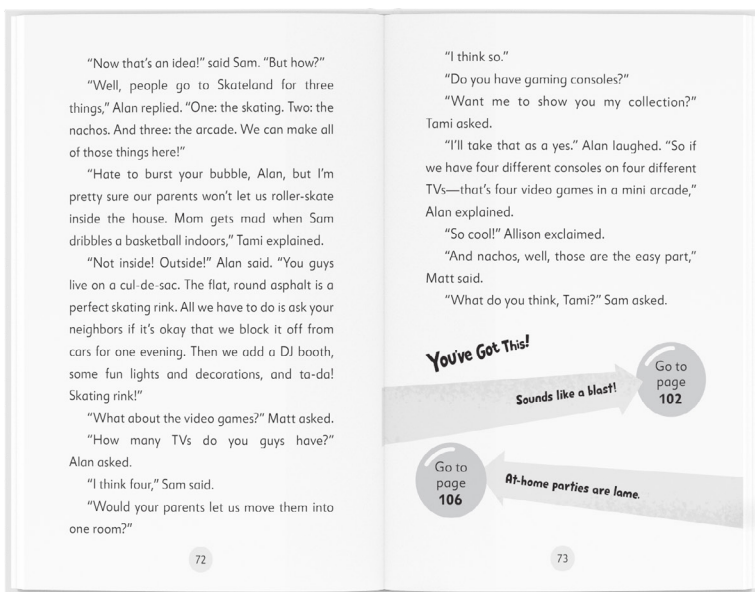 “Now that’s an idea!” said Sam. “But how?”
“Well, people go to Skateland for three
things,” Alan replied. “One: the skating. Two: the
nachos. And three: the arcade. We can make all
of those things here!”
“Hate to burst your bubble, Alan, but I’m
pretty sure our parents won’t let us roller-skate
inside the house. Mom gets mad when Sam
dribbles a basketball indoors,” Tami explained.
“Not inside! Outside!” Alan said. “You guys
live on a cul-de-sac. The flat, round asphalt is a
perfect skating rink. All we have to do is ask your
neighbors if it’s okay that we block it off from
cars for one evening. Then we add a DJ booth,
some fun lights and decorations, and ta-da!
Skating rink!”
“What about the video games?” Matt asked.
“How many TVs do you guys have?”
Alan asked.
“I think four,” Sam said.
“Would your parents let us move them into
one room?”
72
“I think so.”
“Do you have gaming consoles?”
“Want me to show you my collection?”
Tami asked.
“I’ll take that as a yes.” Alan laughed. “So if
we have four different consoles on four different
TVs—that’s four video games in a mini arcade,”
Alan explained.
“So cool!” Allison exclaimed.
“And nachos, well, those are the easy part,”
Matt said.
“What do you think, Tami?” Sam asked.
You’ve Got This!
Sounds like a blast!
Go to
page
102
Go to
page
106
At-home parties are lame.
73